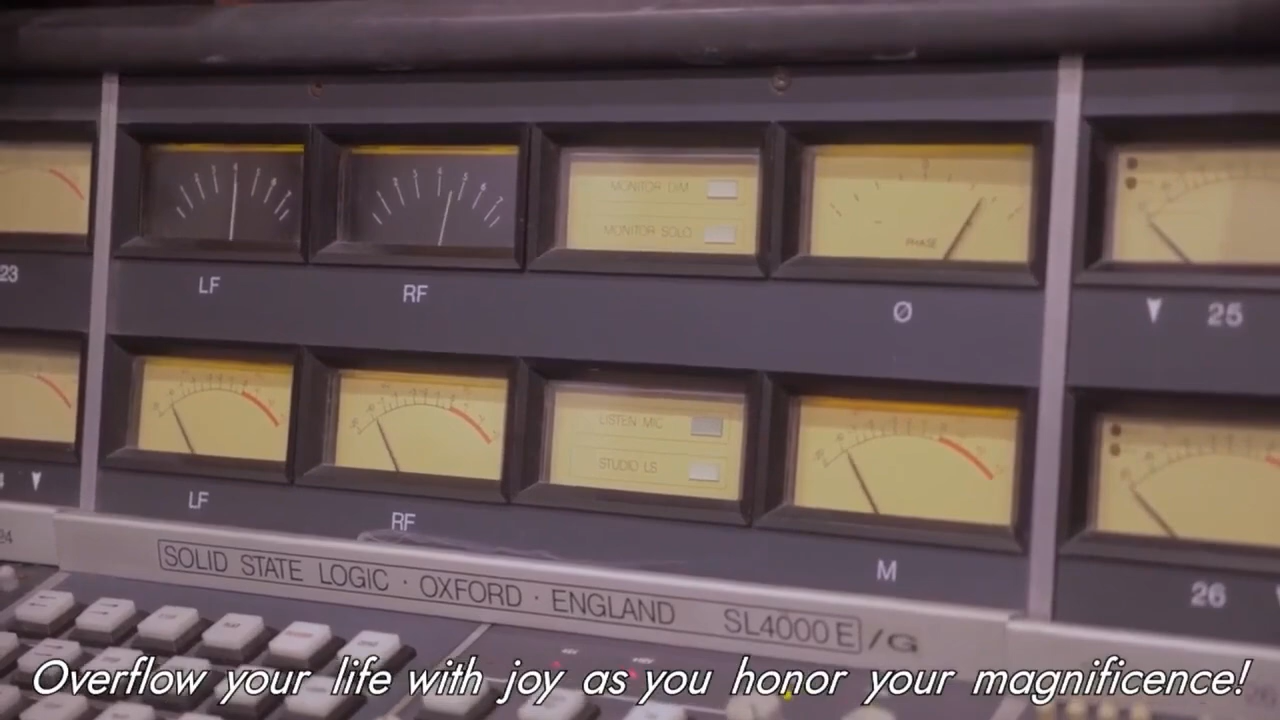 MONITOR DIM
MONITOR SOLO
PHASE
23
LF
RF
Ø
25
LISTEN MIC
STUDIO LS
LF
RF
M
26
24
SOLID STATE LOGIC · OXFORD · ENGLAND SL4000 E /G
Overflow your life with joy as you honor your magnificence!